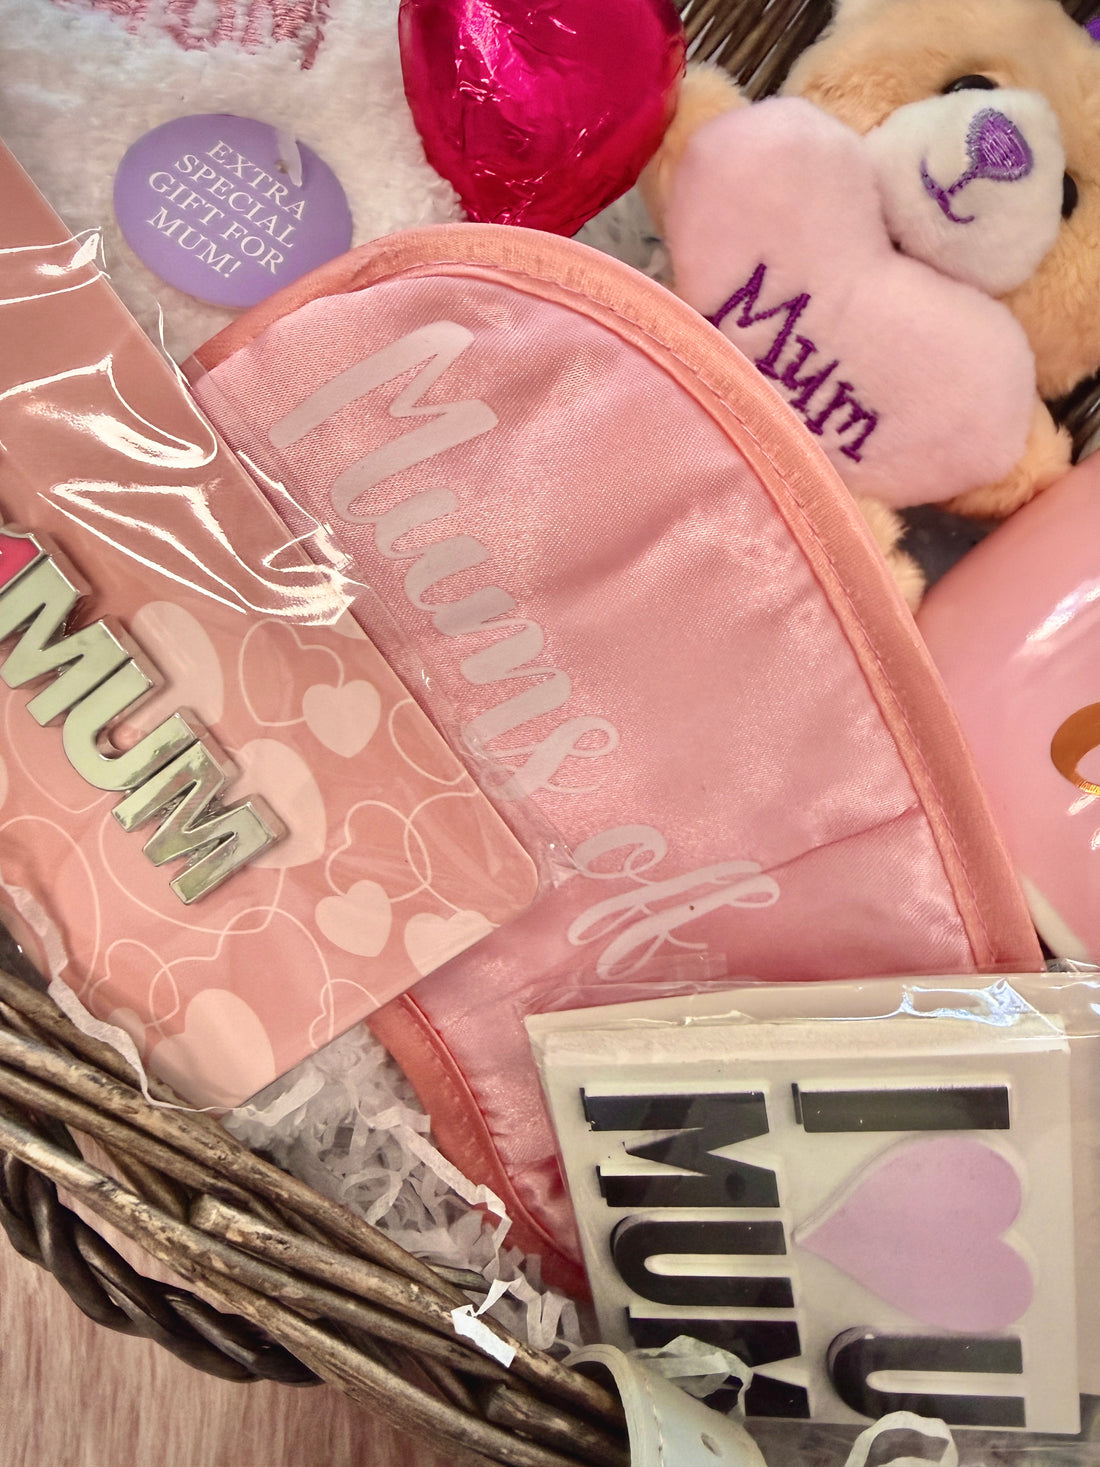 EXTRA
SPECIAL
GIFT FOR
MUM!
Mum
Mums
off
MUM
I U
MUM